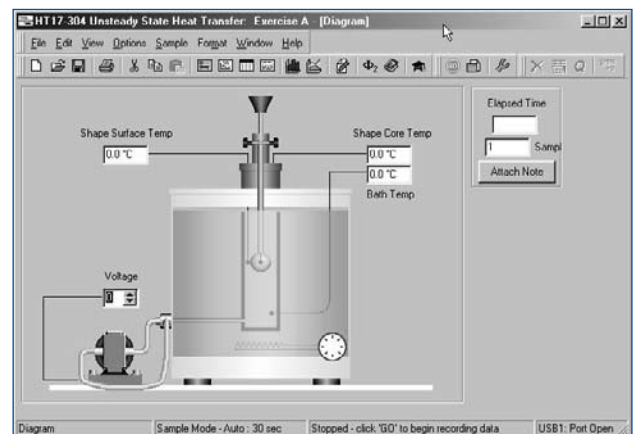 HT17-304 Unsteady State Heat Transfer: Exercise A - [Diagram]
File Edit View Options Sample Format Window Help
Shape Surface Temp
0.0 °C
Shape Core Temp
0.0 °C
0.0 °C
Bath Temp
Elapsed Time
1 Sampl
Attach Note
Voltage
0
Diagram Sample Mode - Auto : 30 sec Stopped - click 'GO' to begin recording data USB1: Port Open